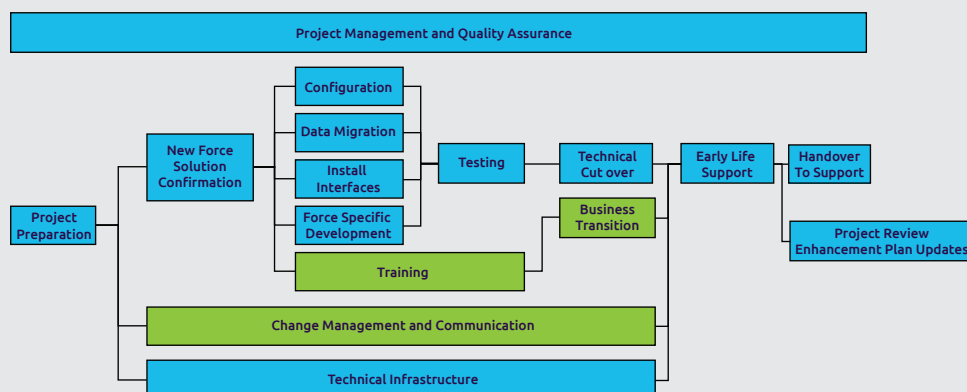 Project Management and Quality Assurance
Configuration
Data Migration
New Force
Solution
Confirmation
Install
Interfaces
Force Specific
Development
Testing
Technical
Cut over
Early Life
Support
Handover
To Support
Project
Preparation
Business
Transition
Project Review
Enhancement Plan Updates
Training
Change Management and Communication
Technical Infrastructure